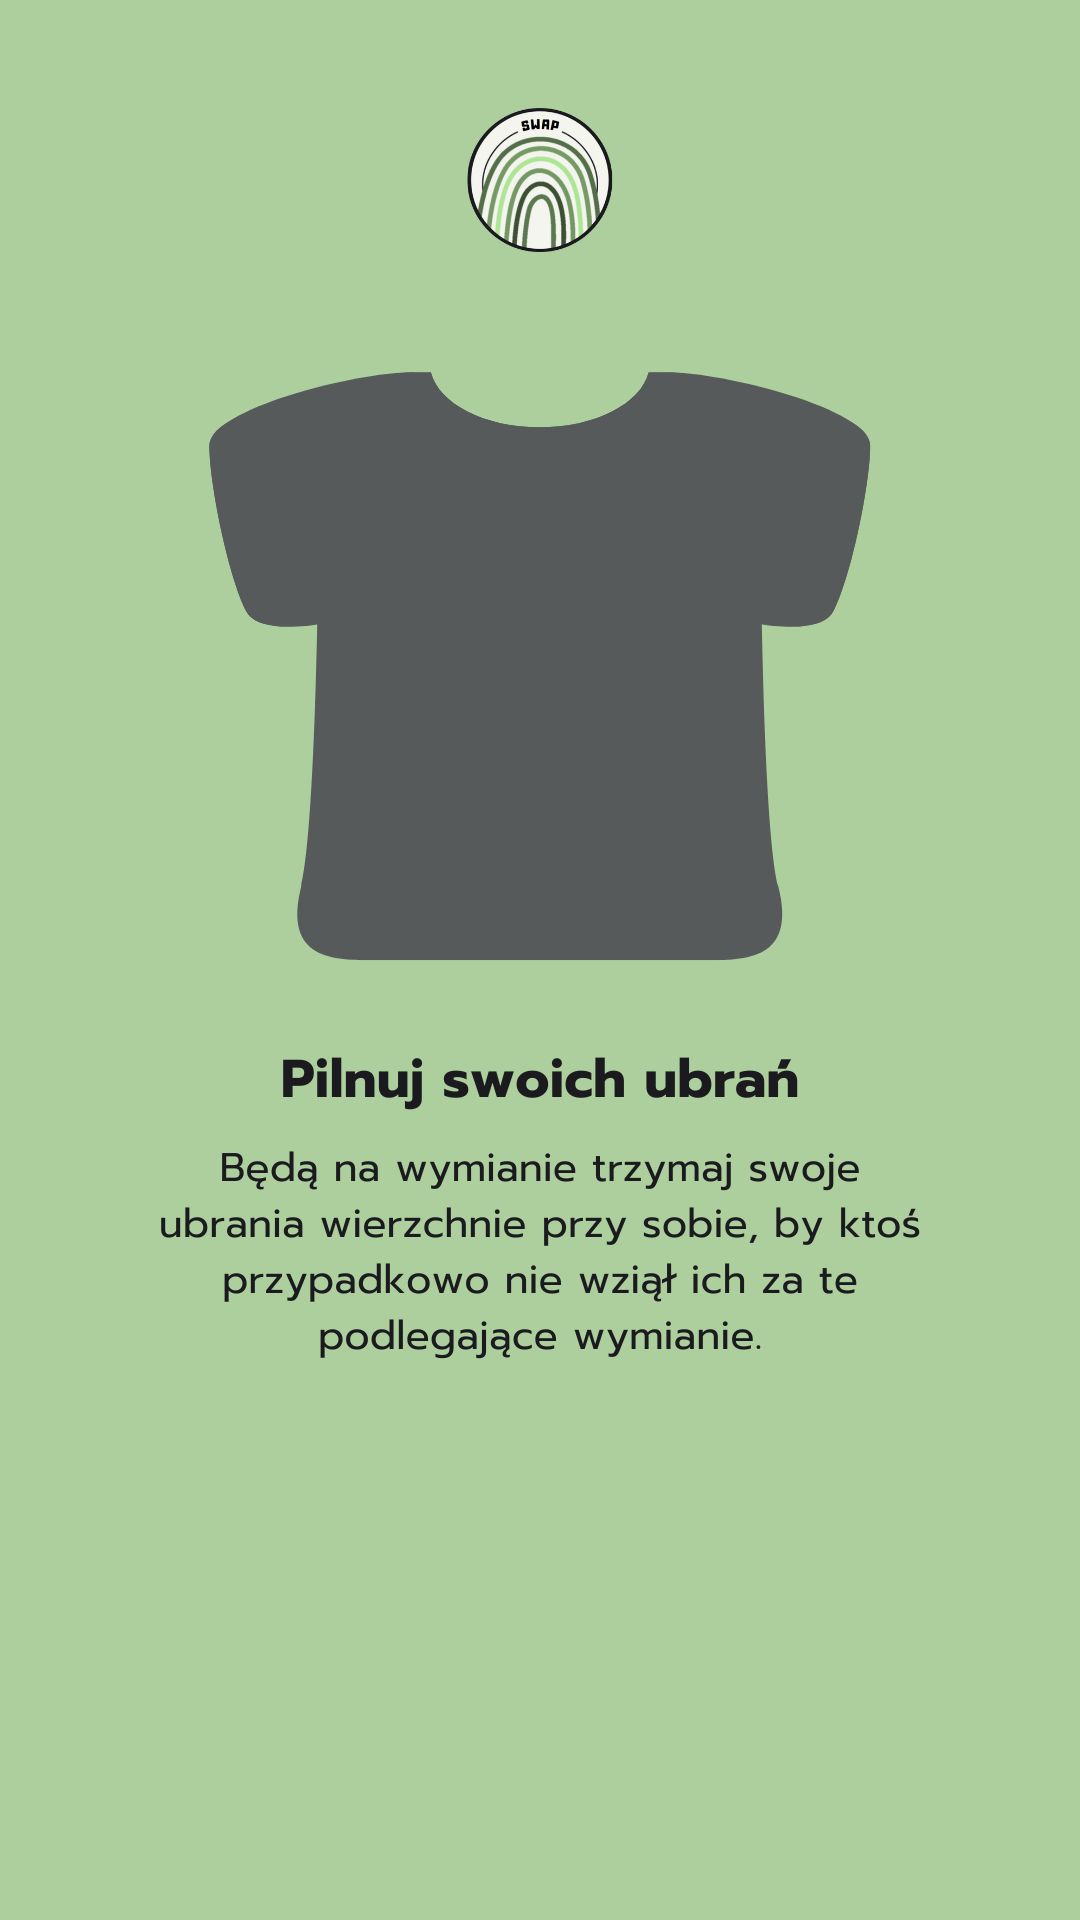 SWAP
Pilnuj swoich ubrań
Będą na wymianie trzymaj swoje
ubrania wierzchnie przy sobie, by ktoś
przypadkowo nie wziął ich za te
podlegające wymianie.